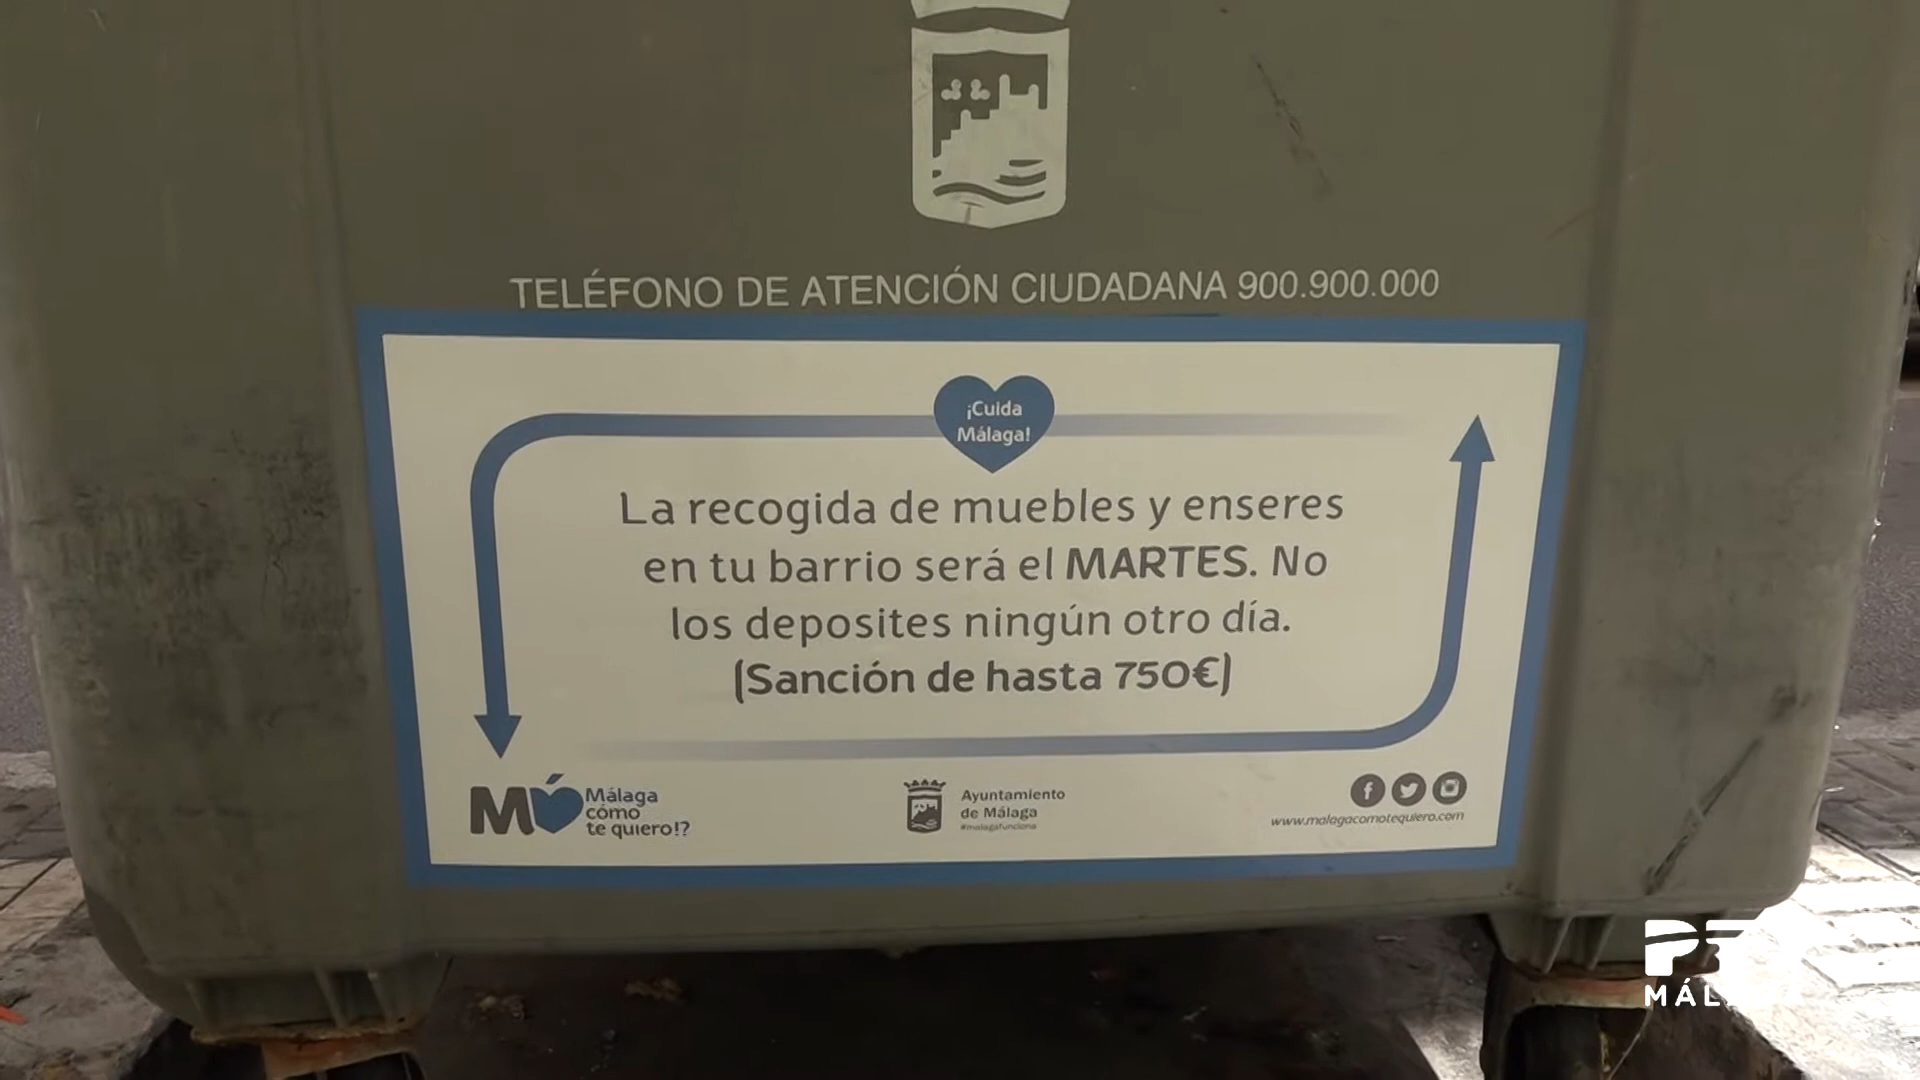 TELÉFONO DE ATENCIÓN CIUDADANA 900.900.000
¡Cuida
Málaga!
La recogida de muebles y enseres
en tu barrio será el MARTES. No
los deposites ningún otro día.
(Sanción de hasta 750€)
Málaga
cómo
te quiero!?
Ayuntamiento
de Málaga
#malagafunciona
www.malagacomotequiero.com